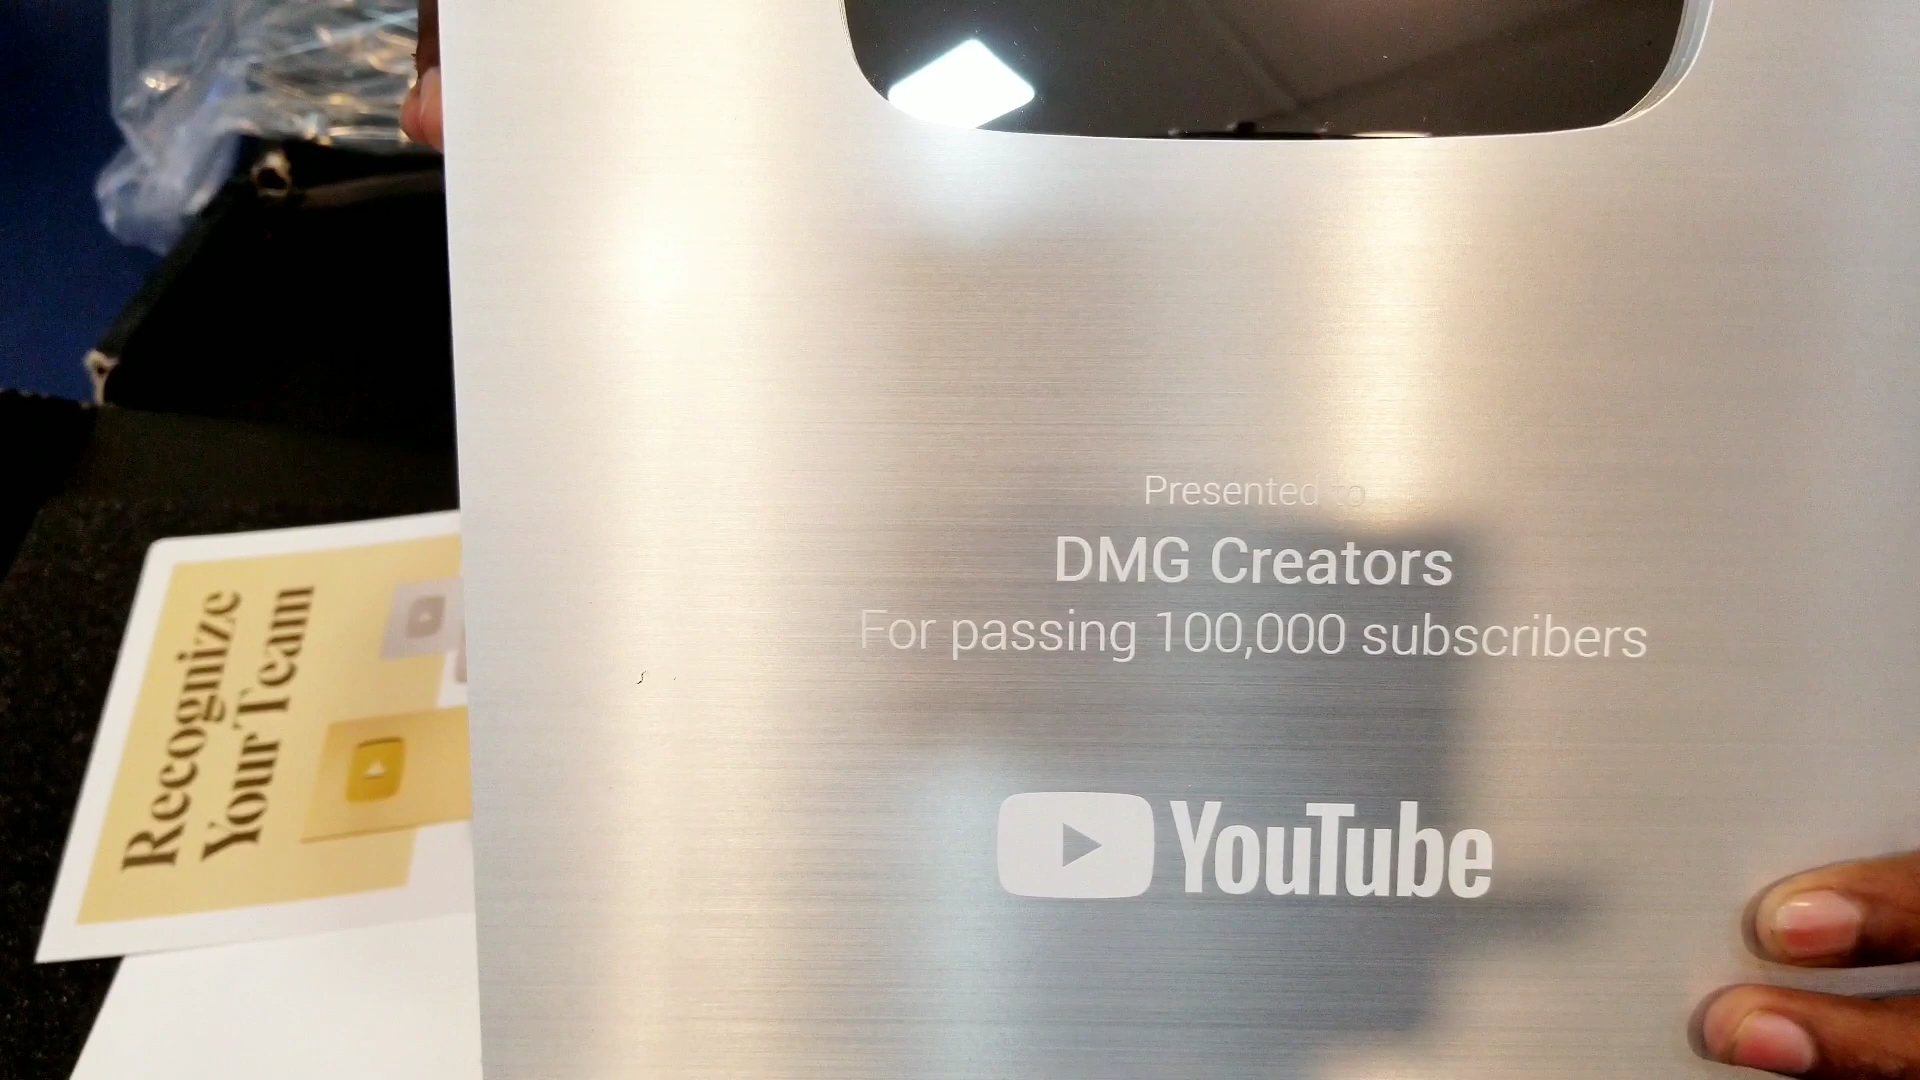 Presented to
DMG Creators
For passing 100,000 subscribers
YouTube
Recognize
Your Team